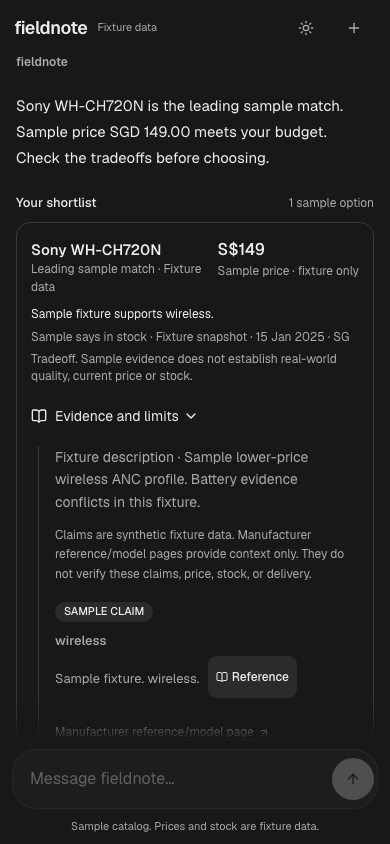 fieldnote Fixture data
fieldnote
Sony WH-CH720N is the leading sample match.
Sample price SGD 149.00 meets your budget.
Check the tradeoffs before choosing.
Your shortlist 1 sample option
Sony WH-CH720N S$149
Leading sample match · Fixture data Sample price · fixture only
Sample fixture supports wireless.
Sample says in stock · Fixture snapshot · 15 Jan 2025 · SG
Tradeoff. Sample evidence does not establish real-world
quality, current price or stock.
Evidence and limits
Fixture description · Sample lower-price
wireless ANC profile. Battery evidence
conflicts in this fixture.
Claims are synthetic fixture data. Manufacturer
reference/model pages provide context only. They do
not verify these claims, price, stock, or delivery.
SAMPLE CLAIM
wireless
Sample fixture. wireless. Reference
Manufacturer reference/model page ↗
Message fieldnote...
Sample catalog. Prices and stock are fixture data.